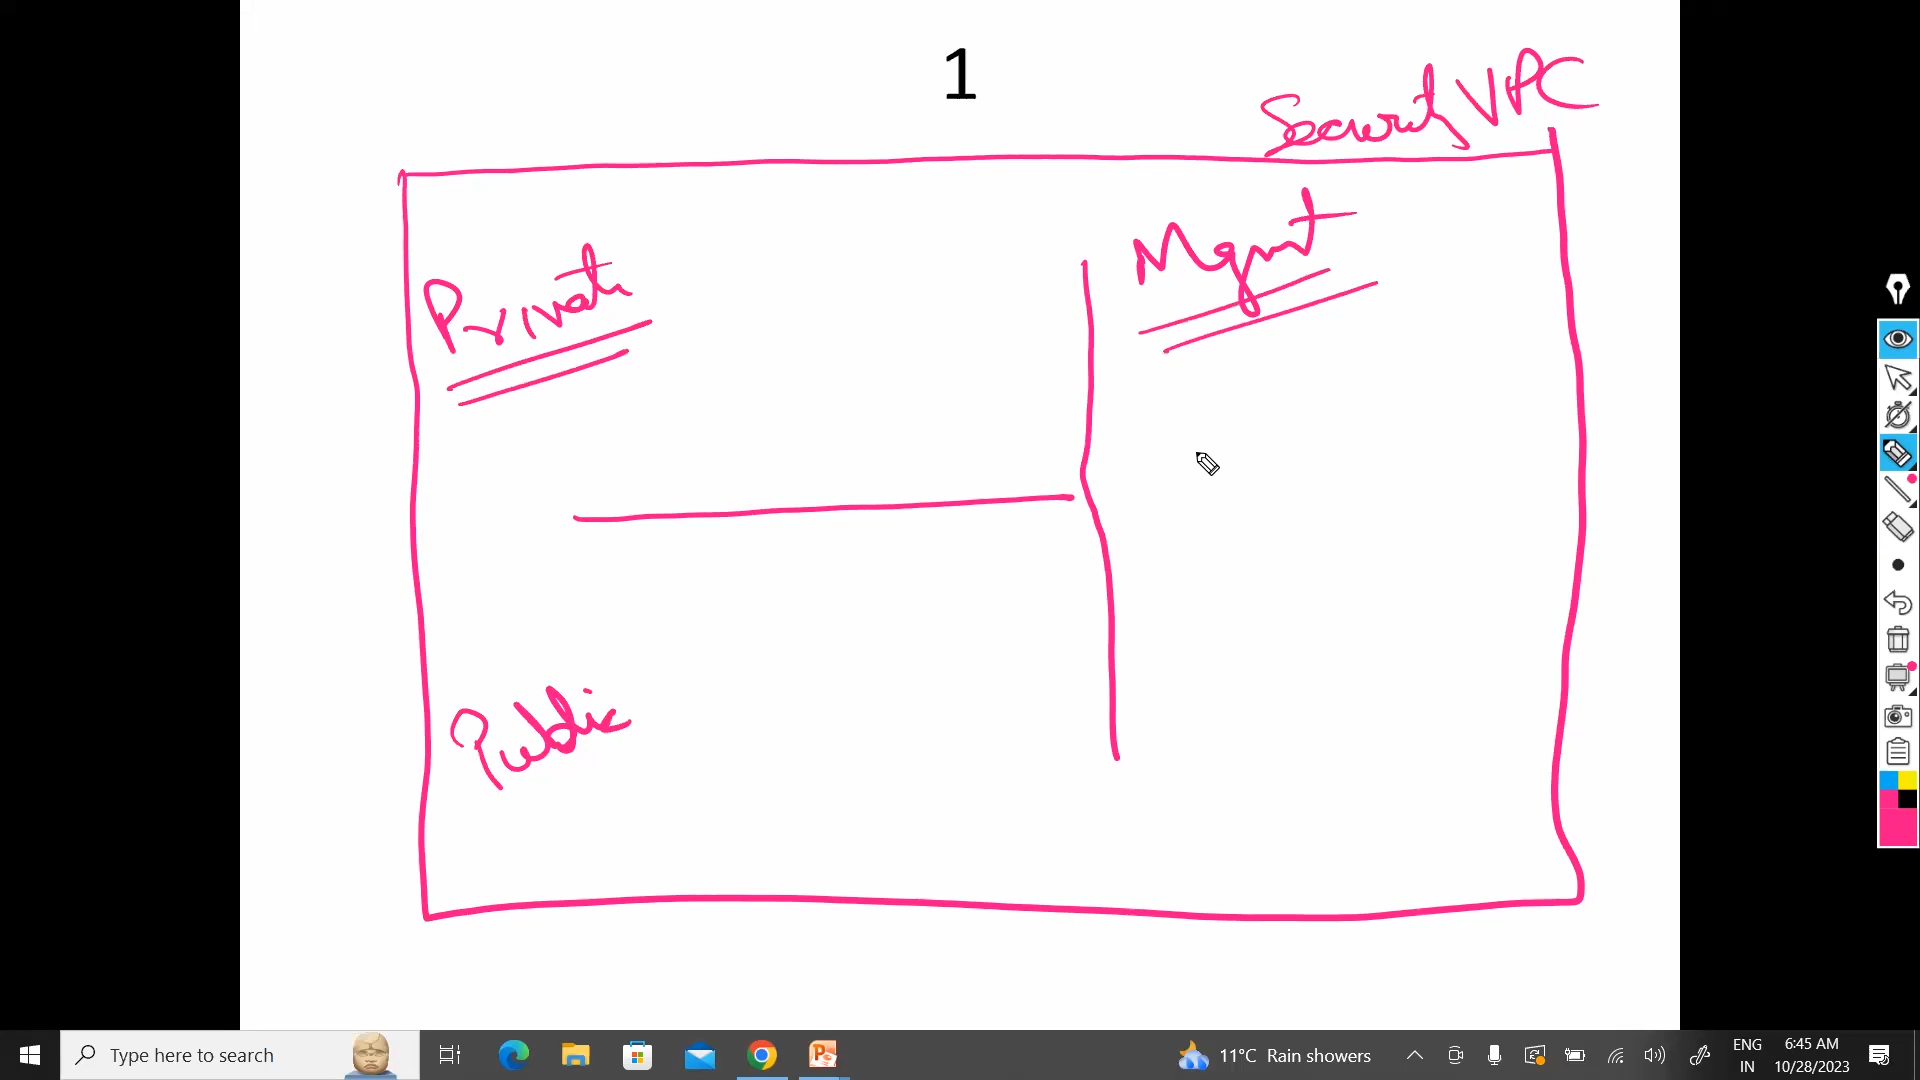 1
Security VPC
Mgmt
Private
Public
Type here to search
11°C Rain showers
ENG
IN
6:45 AM
10/28/2023